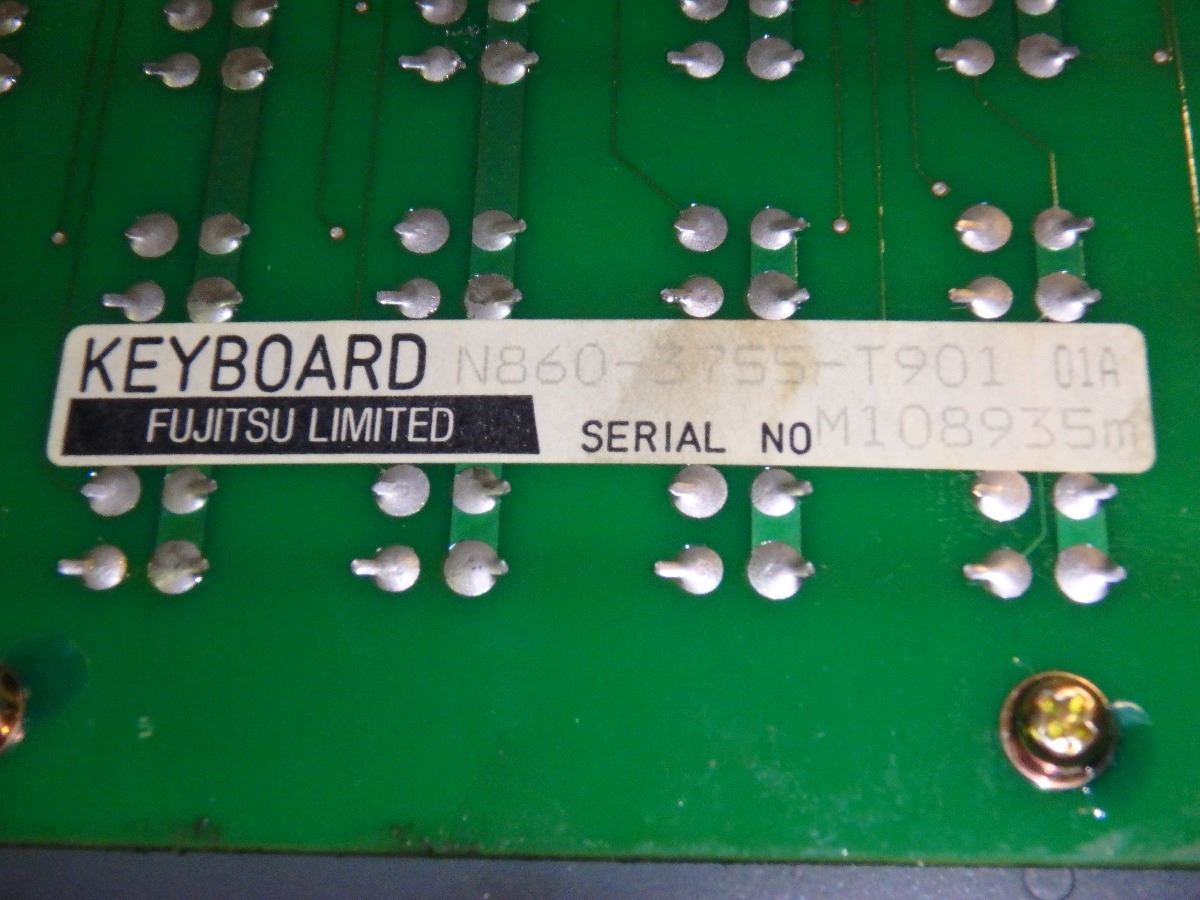 KEYBOARD N860-3755-T901 01A
FUJITSU LIMITED SERIAL NO M108935m